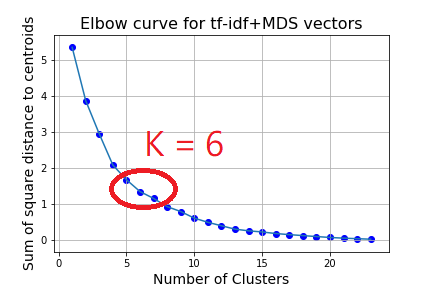 Elbow curve for tf-idf+MDS vectors
Sum of square distance to centroids
5
4
3
2
1
0
K = 6
0
5
10
15
20
Number of Clusters